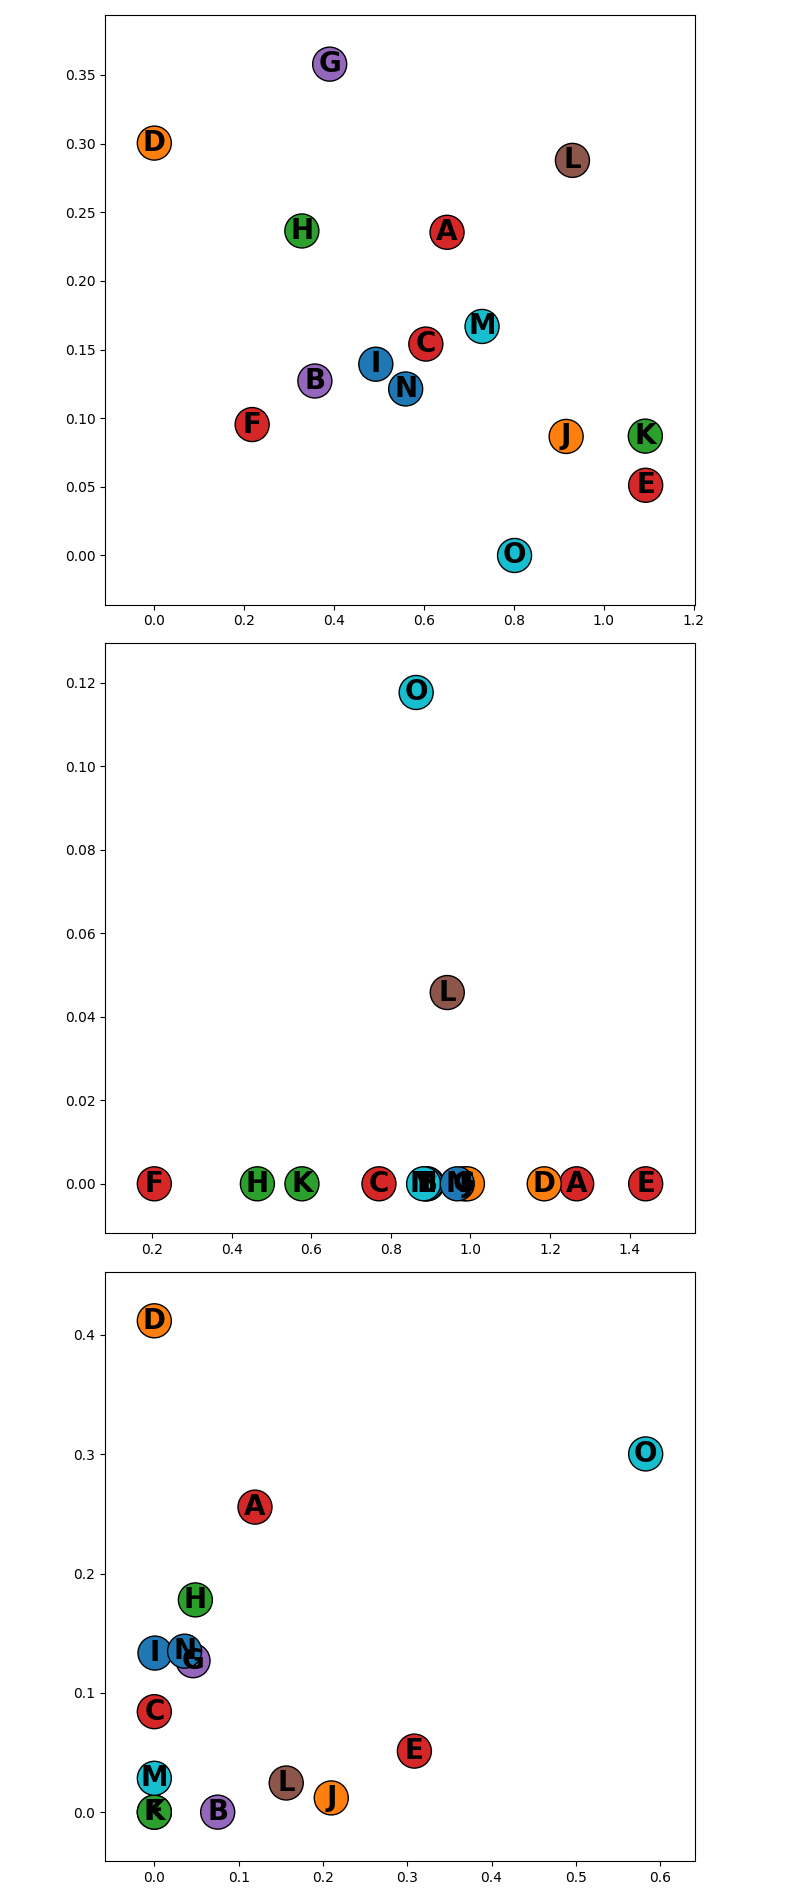 G
0.35
D
0.30
L
0.25
H
A
0.20
M
C
0.15
I
B
N
0.10
F
J
K
0.05
E
O
0.00
0.0 0.2 0.4 0.6 0.8 1.0 1.2
0.12
O
0.10
0.08
0.06
0.04
L
0.02
0.00
F H K C M N J D A E
0.2 0.4 0.6 0.8 1.0 1.2 1.4
D
0.4
0.3
O
A
0.2
H
I N G
0.1
C
E
M
L
J
0.0
K B
0.0 0.1 0.2 0.3 0.4 0.5 0.6